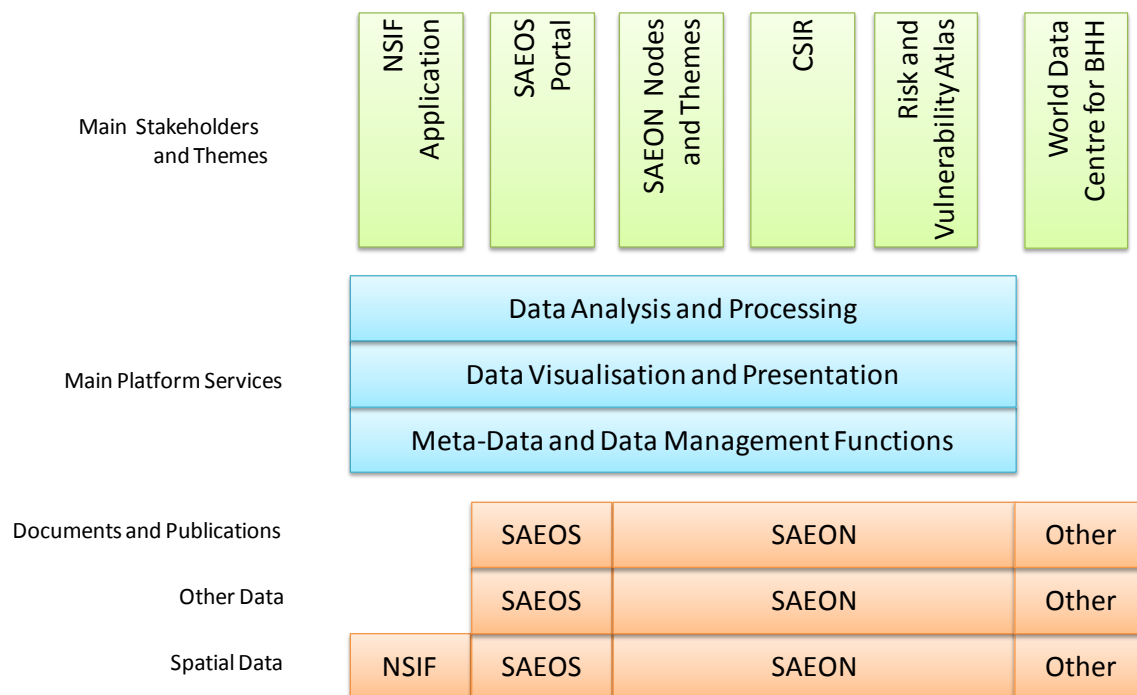 Main Stakeholders
and Themes
NSIF
Application
SAEOS
Portal
SAEON Nodes
and Themes
CSIR
Risk and
Vulnerability Atlas
World Data
Centre for BHH
Main Platform Services
Data Analysis and Processing
Data Visualisation and Presentation
Meta-Data and Data Management Functions
Documents and Publications
SAEOS
SAEON
Other
Other Data
SAEOS
SAEON
Other
Spatial Data
NSIF
SAEOS
SAEON
Other